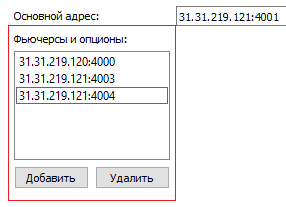 Основной адрес: 31.31.219.121:4001
Фьючерсы и опционы:
31.31.219.120:4000
31.31.219.121:4003
31.31.219.121:4004
Добавить Удалить